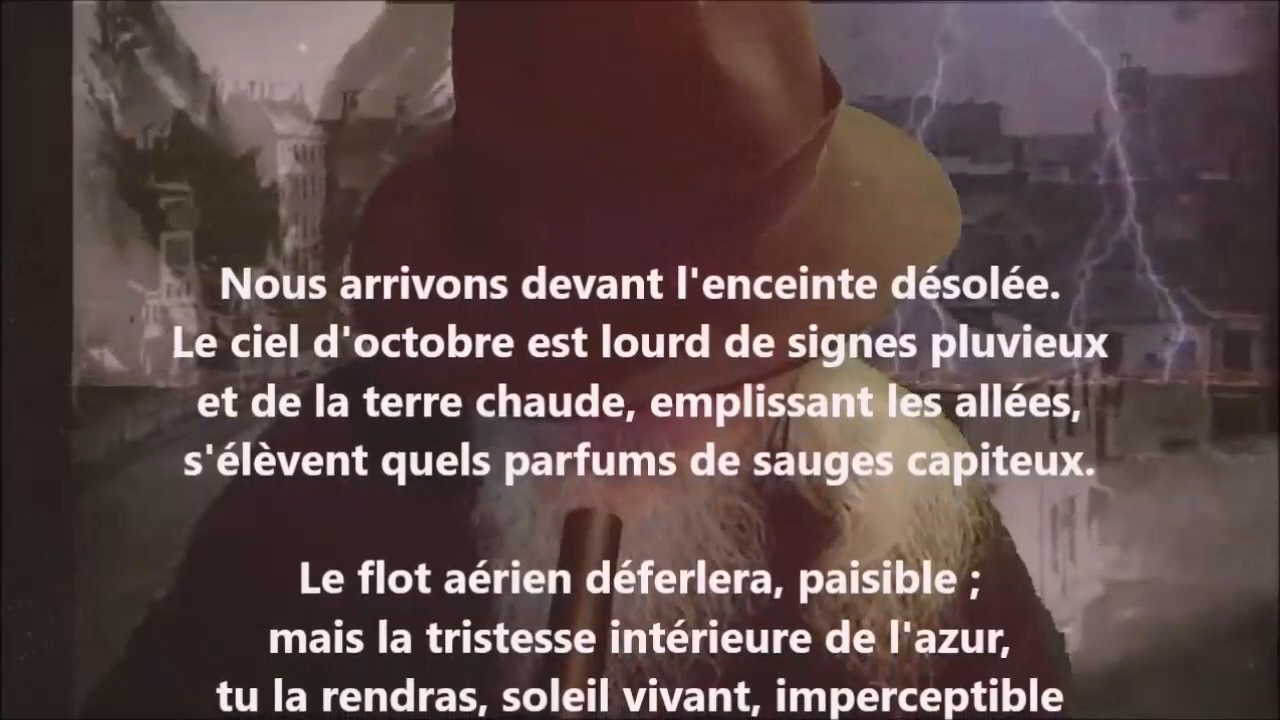 Nous arrivons devant l'enceinte désolée.
Le ciel d'octobre est lourd de signes pluvieux
et de la terre chaude, emplissant les allées,
s'élèvent quels parfums de sauges capiteux.
Le flot aérien déferlera, paisible ;
mais la tristesse intérieure de l'azur,
tu la rendras, soleil vivant, imperceptible